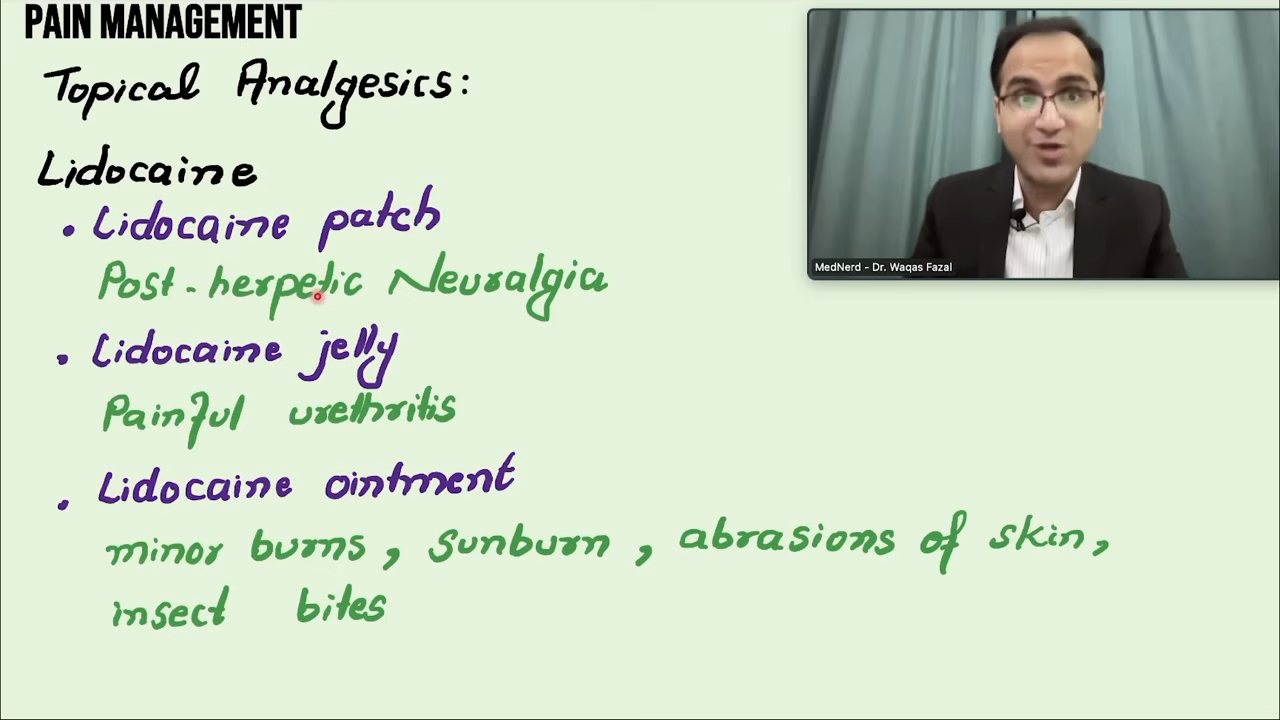 PAIN MANAGEMENT
Topical Analgesics:
Lidocaine
• Lidocaine patch
Post-herpetic Neuralgia
• Lidocaine jelly
Painful urethritis
• Lidocaine ointment
minor burns, sunburn, abrasions of skin,
insect bites
MedNerd - Dr. Waqas Fazal